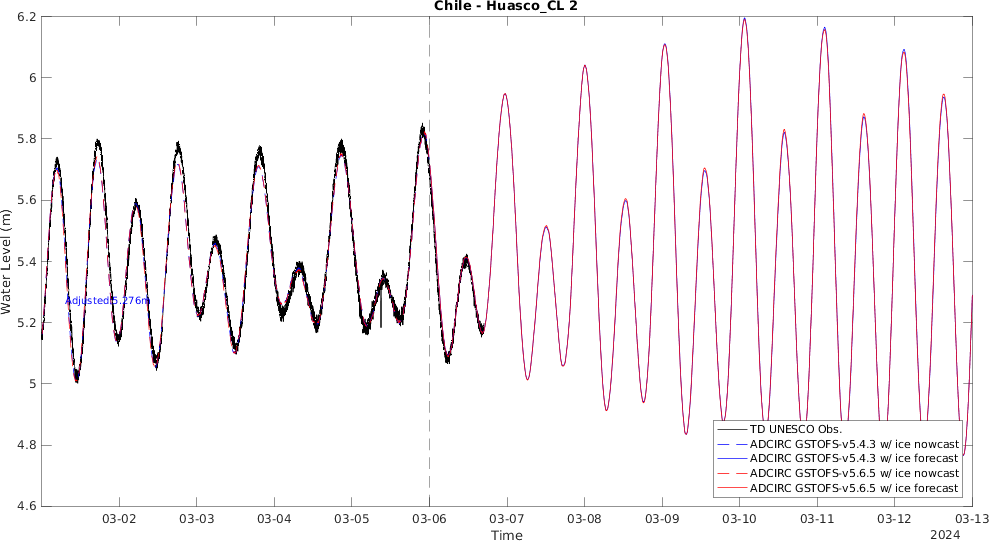 Chile - Huasco_CL 2
6.2
6
5.8
5.6
5.4
5.2
5
4.8
4.6
Water Level (m)
Adjusted 5.276m
TD UNESCO Obs.
ADCIRC GSTOFS-v5.4.3 w/ ice nowcast
ADCIRC GSTOFS-v5.4.3 w/ ice forecast
ADCIRC GSTOFS-v5.6.5 w/ ice nowcast
ADCIRC GSTOFS-v5.6.5 w/ ice forecast
03-02 03-03 03-04 03-05 03-06 03-07 03-08 03-09 03-10 03-11 03-12 03-13
Time
2024